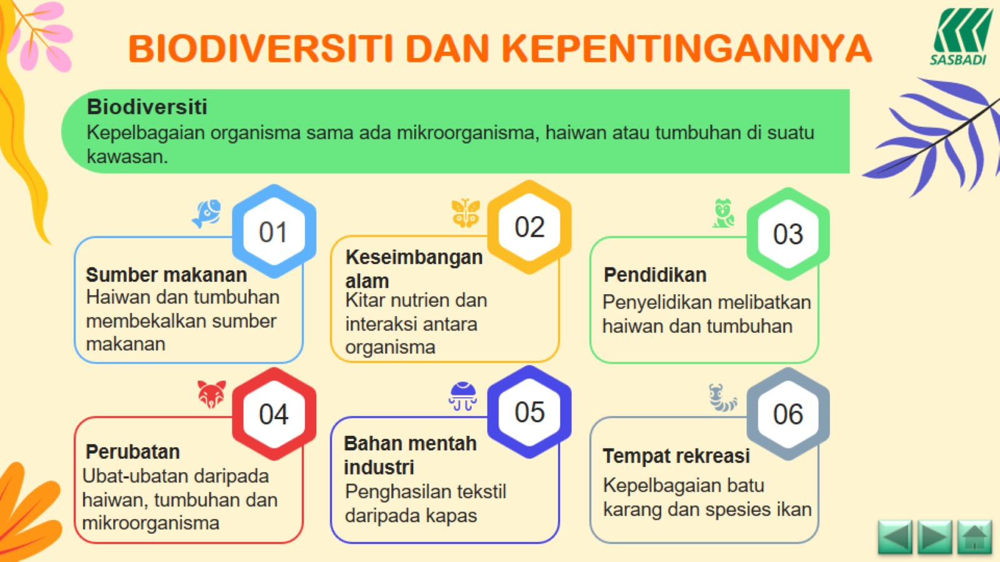 BIODIVERSITI DAN KEPENTINGANNYA
SASBADI
Biodiversiti
Kepelbagaian organisma sama ada mikroorganisma, haiwan atau tumbuhan di suatu
kawasan.
01
Sumber makanan
Haiwan dan tumbuhan
membekalkan sumber
makanan
02
Keseimbangan
alam
Kitar nutrien dan
interaksi antara
organisma
03
Pendidikan
Penyelidikan melibatkan
haiwan dan tumbuhan
04
Perubatan
Ubat-ubatan daripada
haiwan, tumbuhan dan
mikroorganisma
05
Bahan mentah
industri
Penghasilan tekstil
daripada kapas
06
Tempat rekreasi
Kepelbagaian batu
karang dan spesies ikan